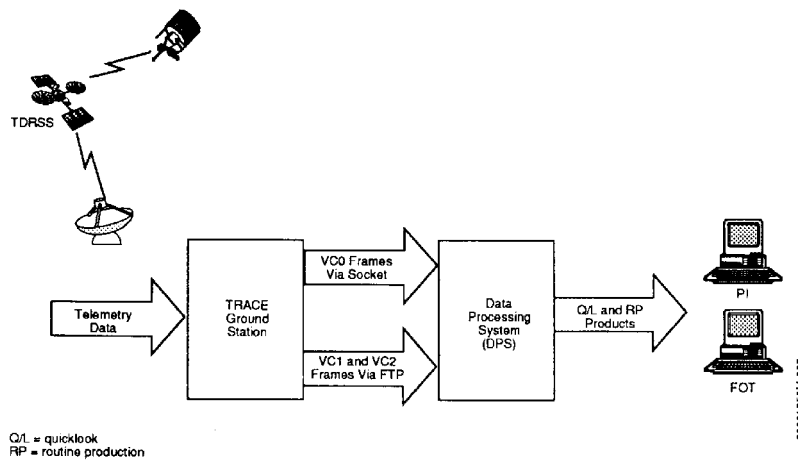 TDRSS
Telemetry
Data
TRACE
Ground
Station
VC0 Frames
Via Socket
VC1 and VC2
Frames Via FTP
Data
Processing
System
(DPS)
Q/L and RP
Products
PI
FOT
Q/L = quicklook
RP = routine production